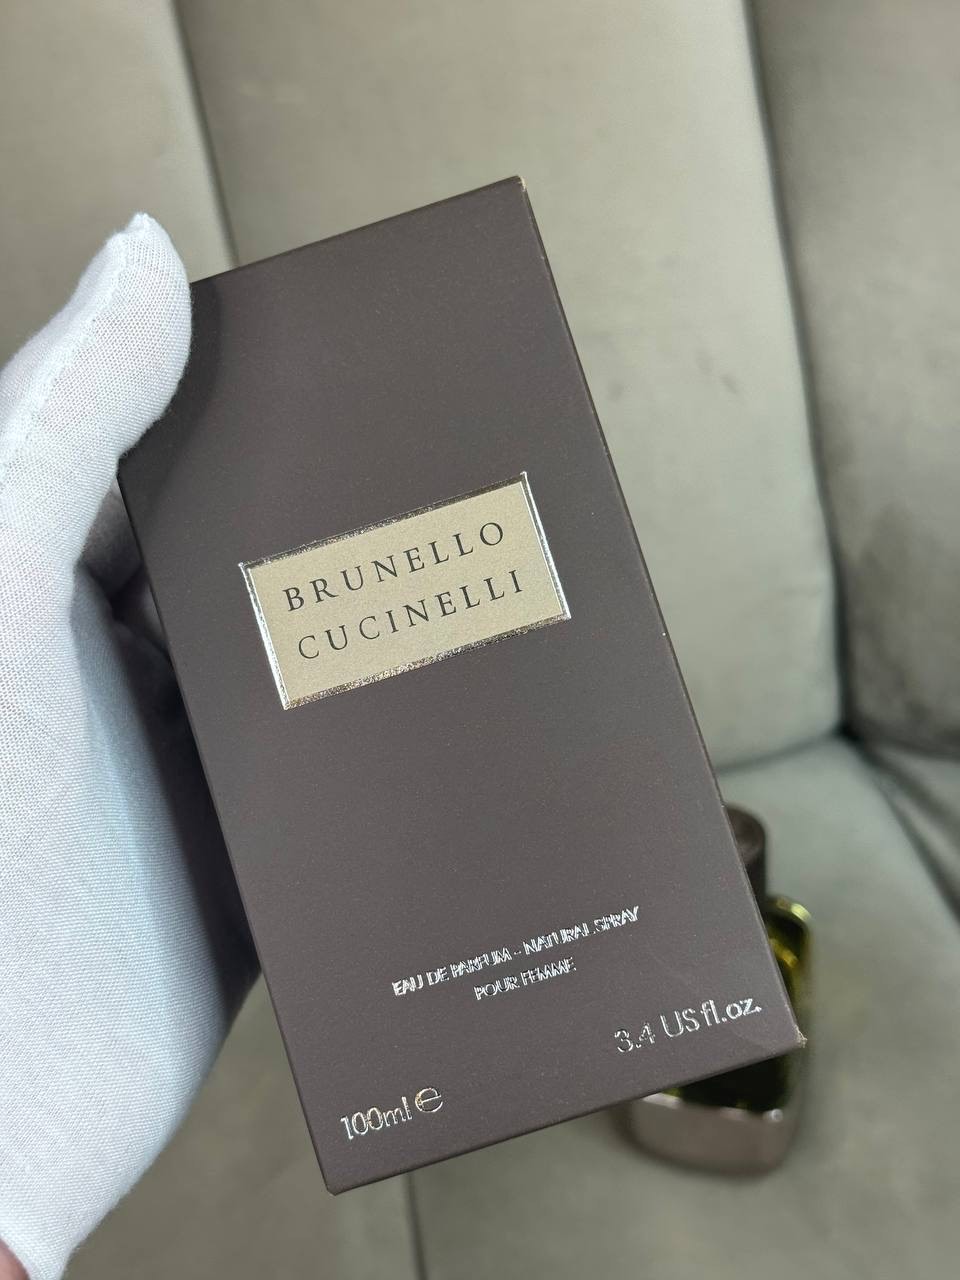 BRUNELLO
CUCINELLI
EAU DE PARFUM - NATURAL SPRAY
POUR FEMME
3.4 US fl.oz.
100ml ℮